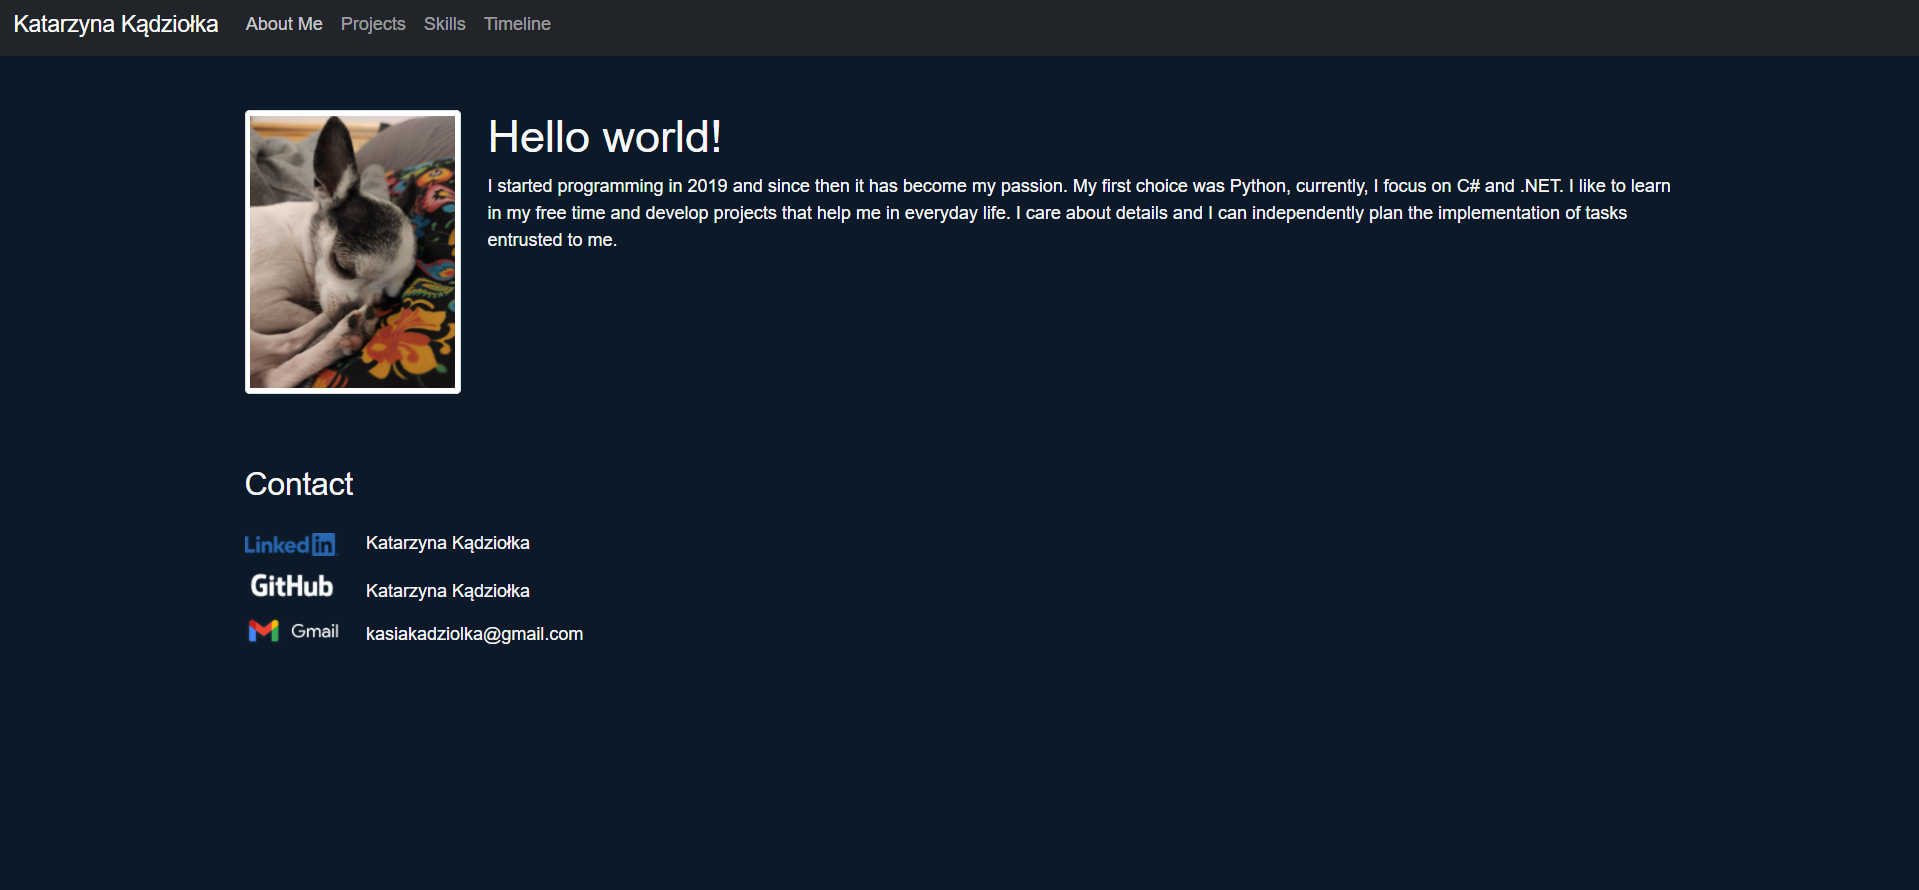 Katarzyna Kądziołka About Me Projects Skills Timeline
Hello world!
I started programming in 2019 and since then it has become my passion. My first choice was Python, currently, I focus on C# and .NET. I like to learn
in my free time and develop projects that help me in everyday life. I care about details and I can independently plan the implementation of tasks
entrusted to me.
Contact
LinkedIn Katarzyna Kądziołka
GitHub Katarzyna Kądziołka
Gmail kasiakadziolka@gmail.com